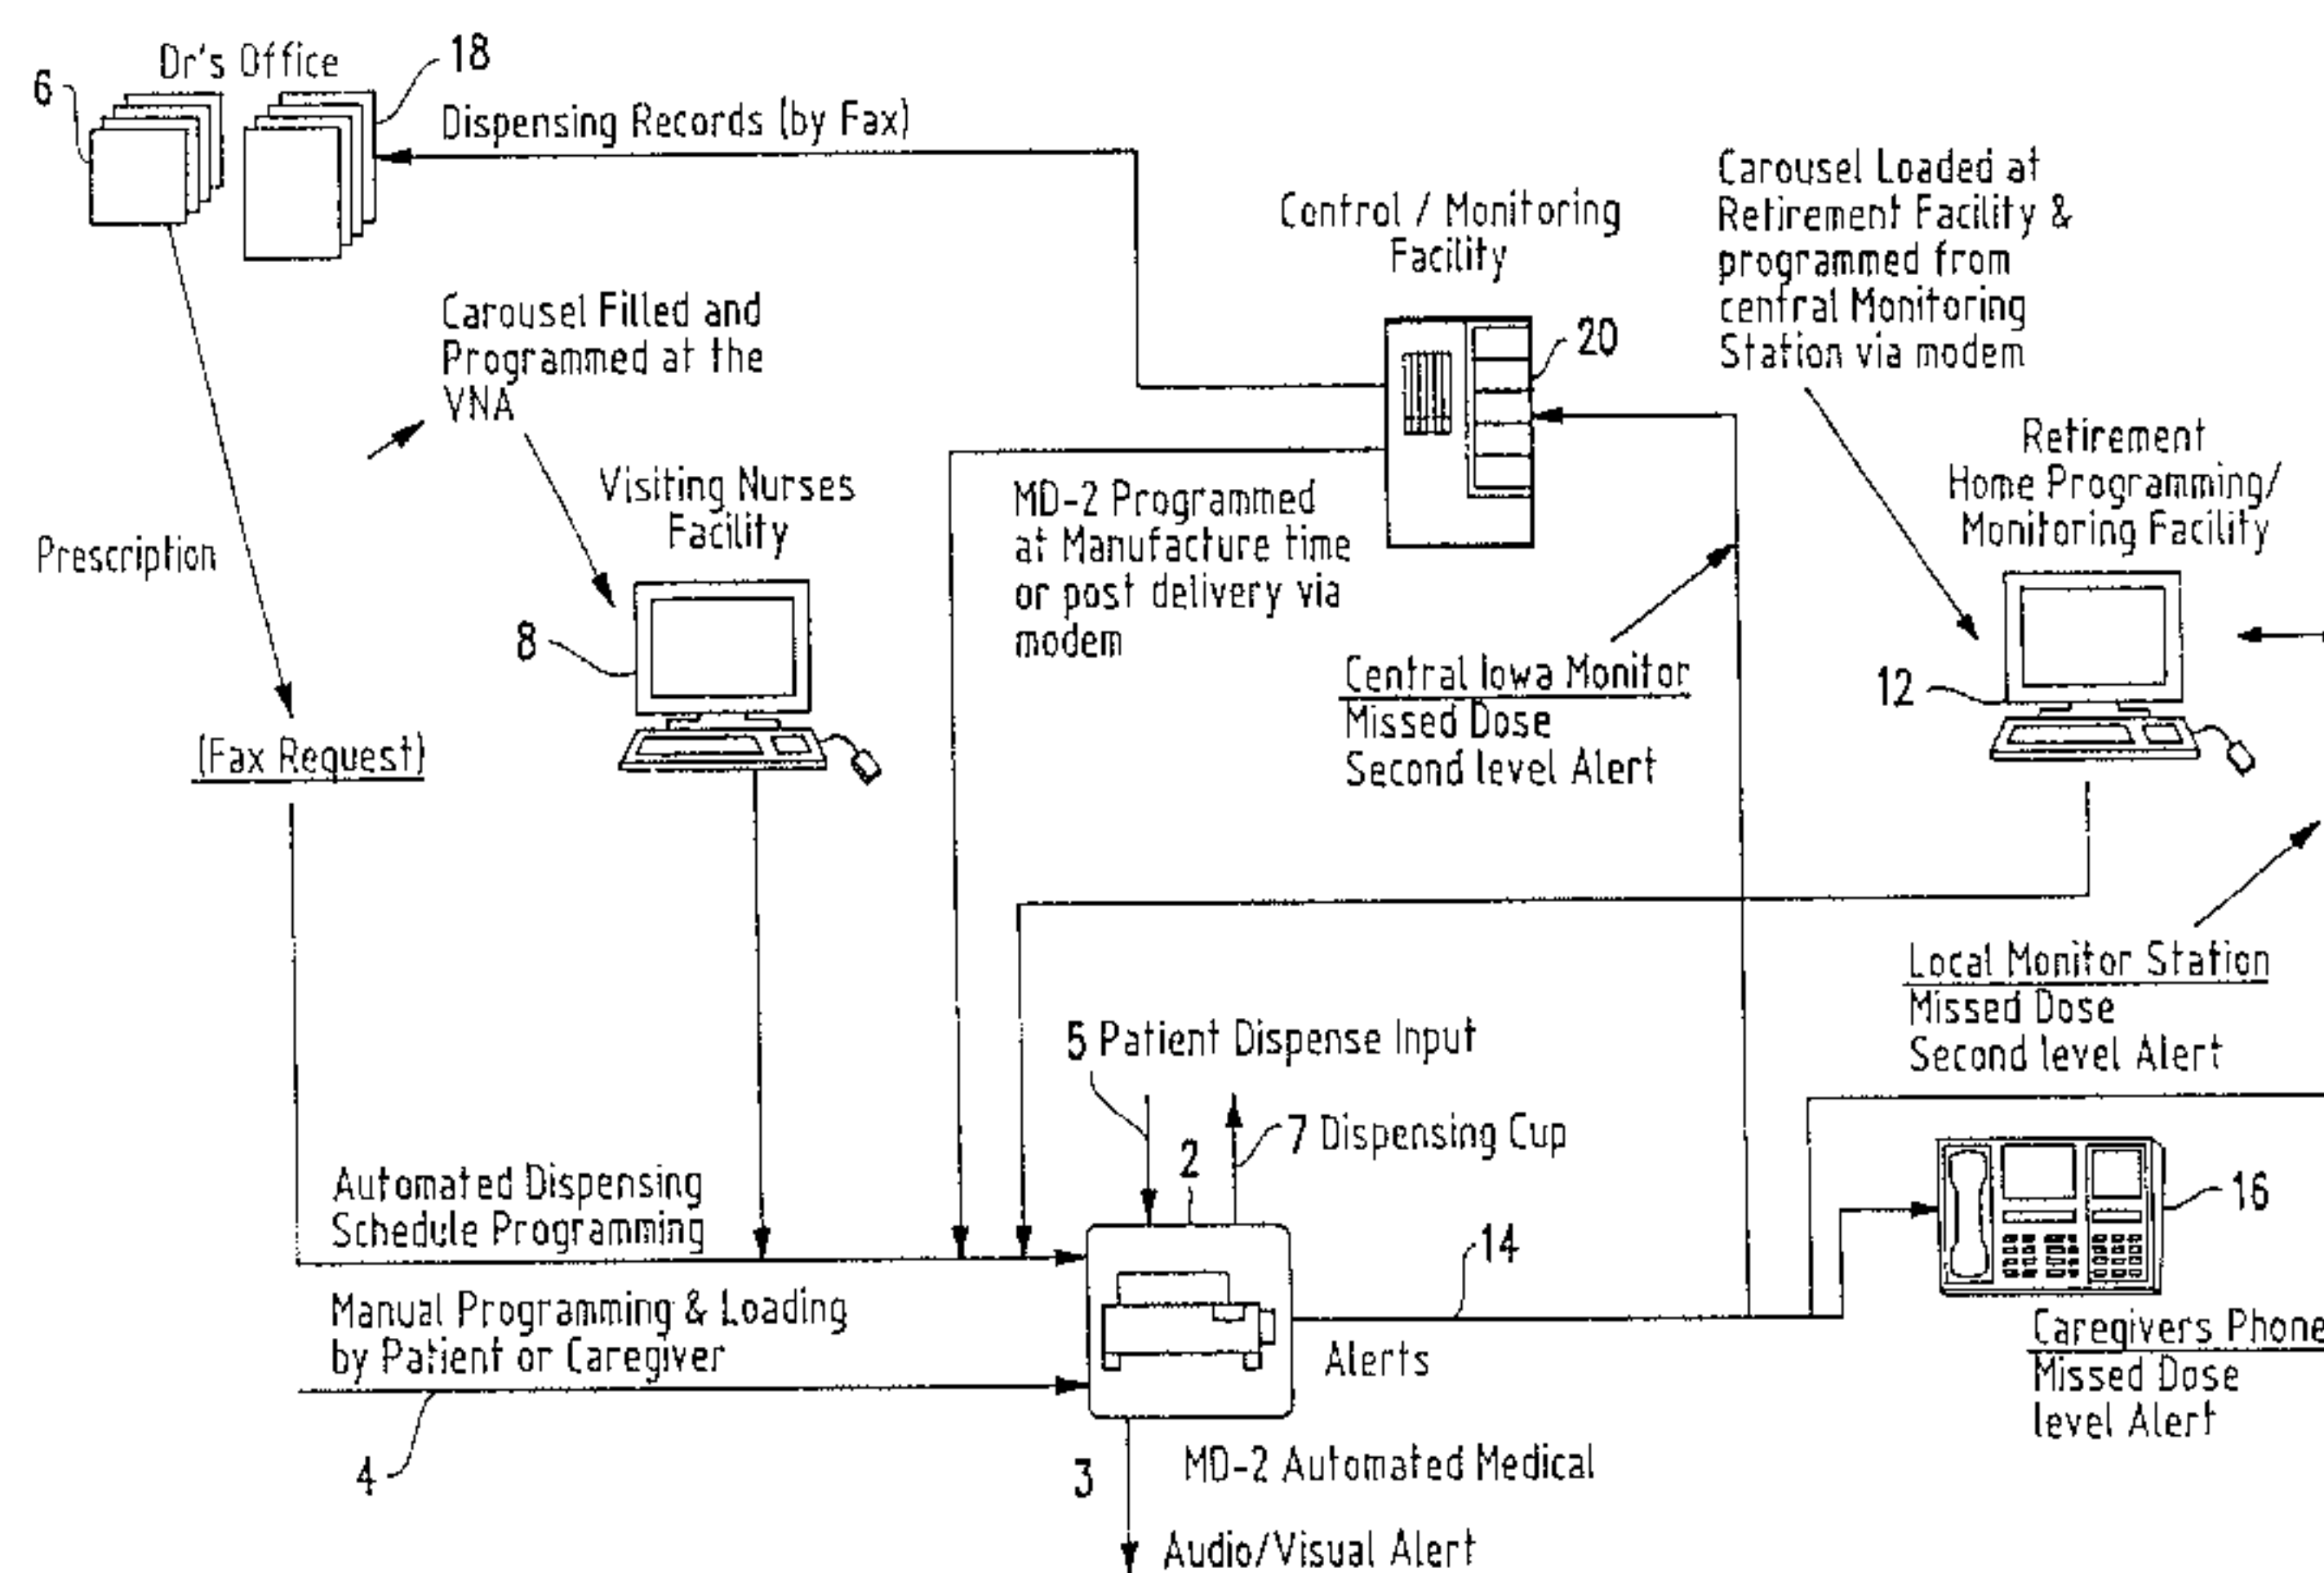 Dr's Office
6
18
Dispensing Records (by Fax)
Carousel Filled and
Programmed at the
VNA
Prescription
(Fax Request)
Visiting Nurses
Facility
8
Control / Monitoring
Facility
20
MD-2 Programmed
at Manufacture time
or post delivery via
modem
Central Iowa Monitor
Missed Dose
Second level Alert
Carousel Loaded at
Retirement Facility &
programmed from
central Monitoring
Station via modem
Retirement
Home Programming/
Monitoring Facility
12
Local Monitor Station
Missed Dose
Second level Alert
5 Patient Dispense Input
7 Dispensing Cup
2
Automated Dispensing
Schedule Programming
Manual Programming & Loading
by Patient or Caregiver
4
14
Alerts
16
Caregivers Phone
Missed Dose
level Alert
MD-2 Automated Medical
3
Audio/Visual Alert